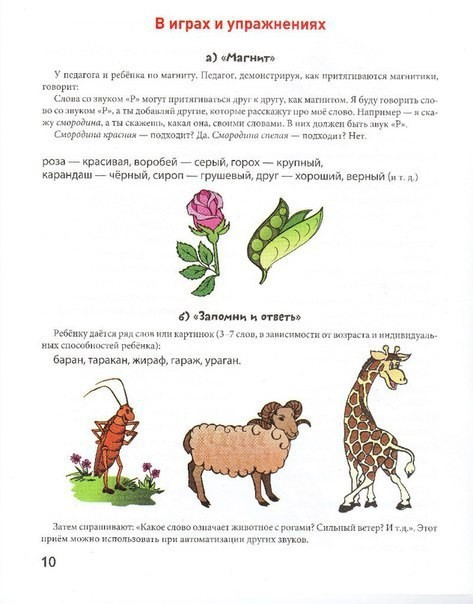 В играх и упражнениях
а) «Магнит»
У педагога и ребёнка по магниту. Педагог, демонстрируя, как притягиваются магнитики,
говорит:
Слова со звуком «Р» могут притягиваться друг к другу, как магнитом. Я буду говорить сло-
во со звуком «Р», а ты добавляй другие, которые расскажут про моё слово. Например — я ска-
жу смородина, а ты скажешь, какая она, своими словами. В них должен быть звук «Р».
Смородина красная — подходит? Да. Смородина спелая — подходит? Нет.
роза — красивая, воробей — серый, горох — крупный,
карандаш — чёрный, сироп — грушевый, друг — хороший, верный (и т. д.)
б) «Запомни и ответь»
Ребёнку даётся ряд слов или картинок (3–7 слов, в зависимости от возраста и индивидуаль-
ных способностей ребёнка):
баран, таракан, жираф, гараж, ураган.
Затем спрашивают: «Какое слово означает животное с рогами? Сильный ветер? И т.д.». Этот
приём можно использовать при автоматизации других звуков.
10